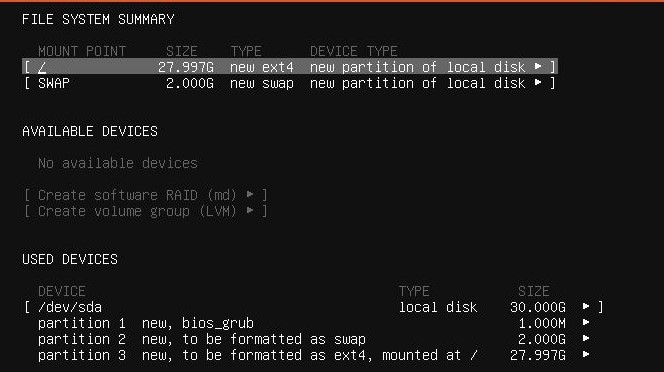 FILE SYSTEM SUMMARY
MOUNT POINT SIZE TYPE DEVICE TYPE
[ / 27.997G new ext4 new partition of local disk ▸ ]
[ SWAP 2.000G new swap new partition of local disk ▸ ]
AVAILABLE DEVICES
No available devices
[ Create software RAID (md) ▸ ]
[ Create volume group (LVM) ▸ ]
USED DEVICES
DEVICE TYPE SIZE
[ /dev/sda local disk 30.000G ▸ ]
partition 1 new, bios_grub 1.000M ▸
partition 2 new, to be formatted as swap 2.000G ▸
partition 3 new, to be formatted as ext4, mounted at / 27.997G ▸